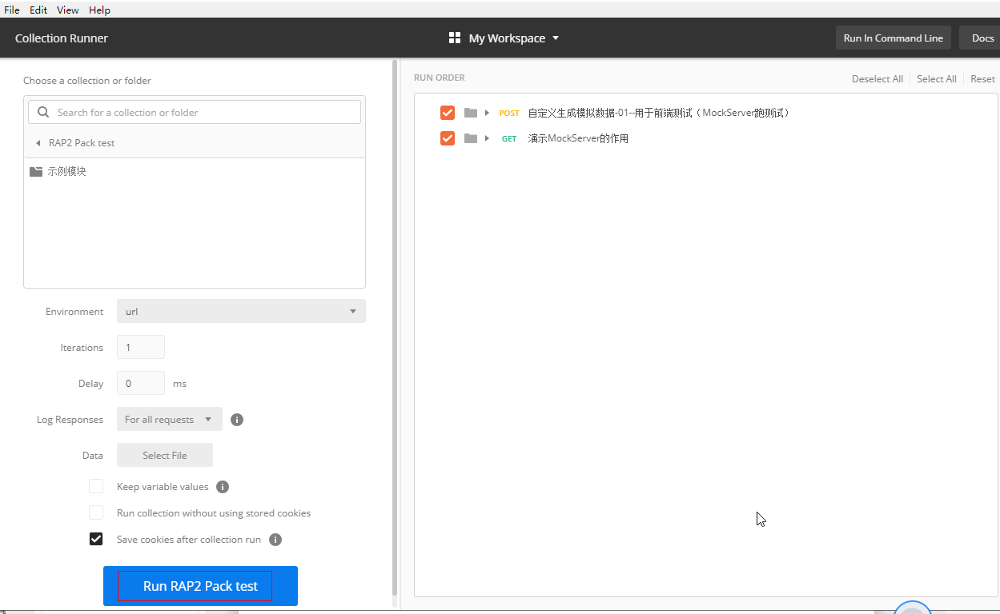 File Edit View Help
Collection Runner
My Workspace
Run In Command Line
Docs
Choose a collection or folder
Search for a collection or folder
RAP2 Pack test
示例模块
Environment url
Iterations 1
Delay 0 ms
Log Responses For all requests
Data Select File
Keep variable values
Run collection without using stored cookies
Save cookies after collection run
Run RAP2 Pack test
RUN ORDER
Deselect All Select All Reset
POST 自定义生成模拟数据-01--用于前端测试（MockServer跑测试）
GET 演示MockServer的作用